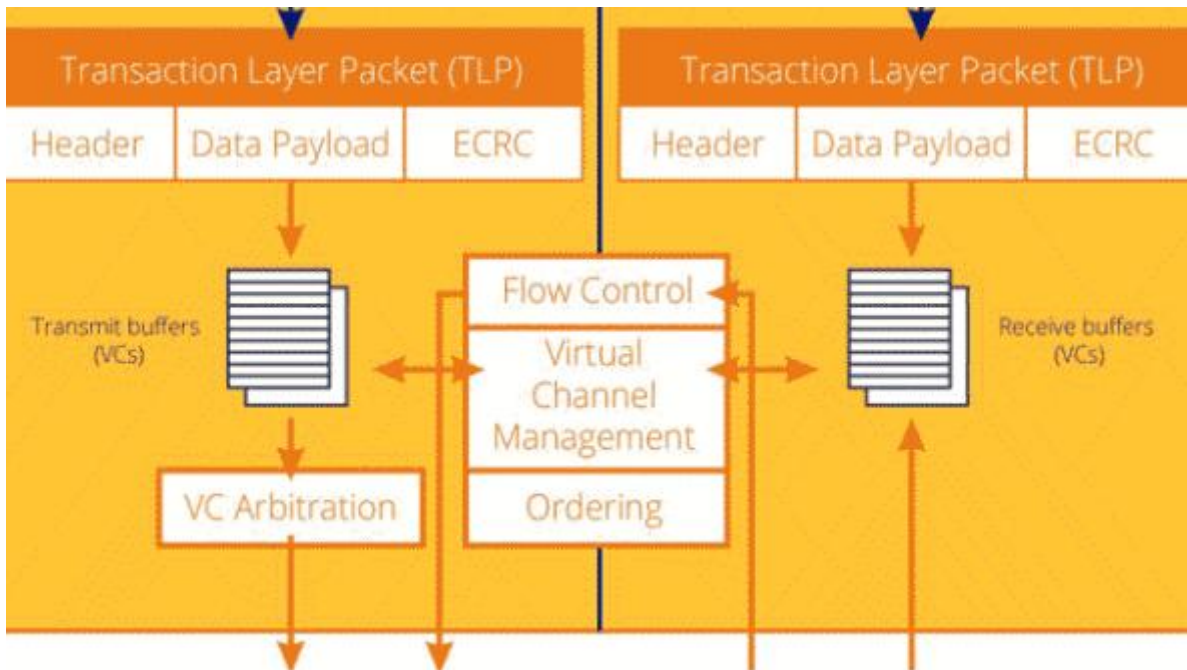 Transaction Layer Packet (TLP)
Header
Data Payload
ECRC
Transaction Layer Packet (TLP)
Header
Data Payload
ECRC
Transmit buffers
(VCs)
Flow Control
Virtual
Channel
Management
Ordering
Receive buffers
(VCs)
VC Arbitration